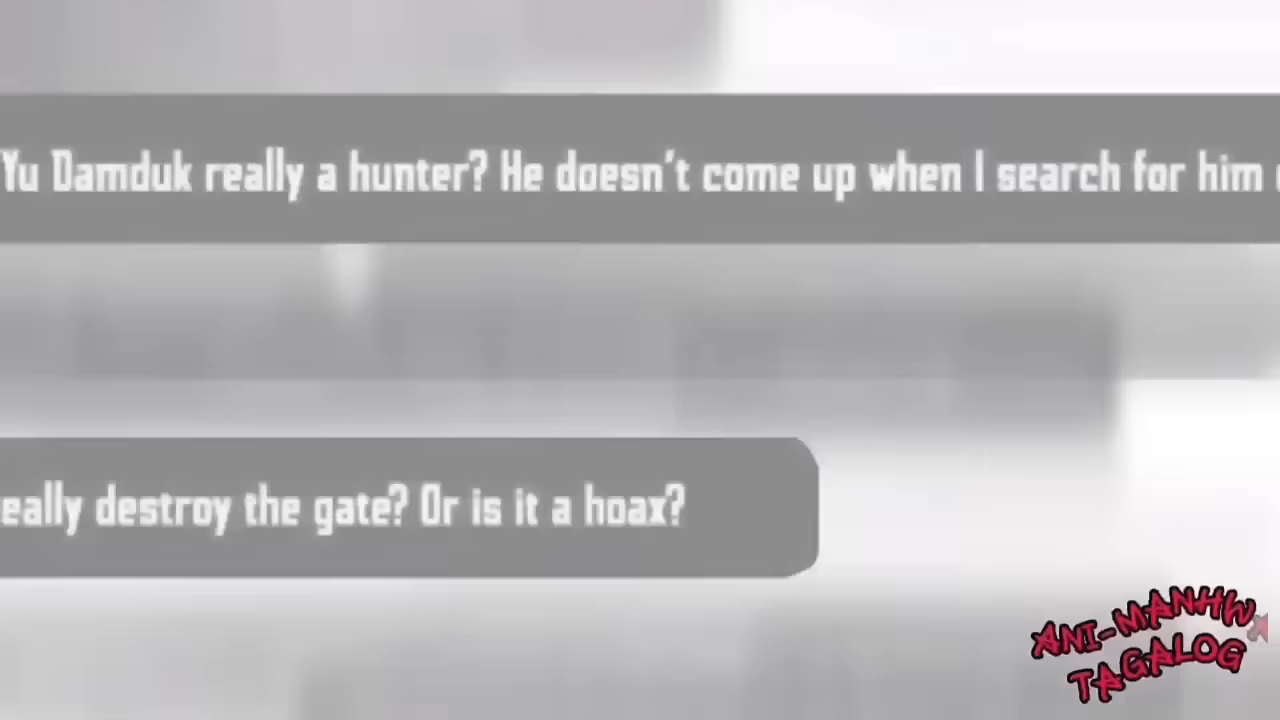 Yu Damduk really a hunter? He doesn't come up when I search for him
eally destroy the gate? Or is it a hoax?
ANI-MANHWA
TAGALOG